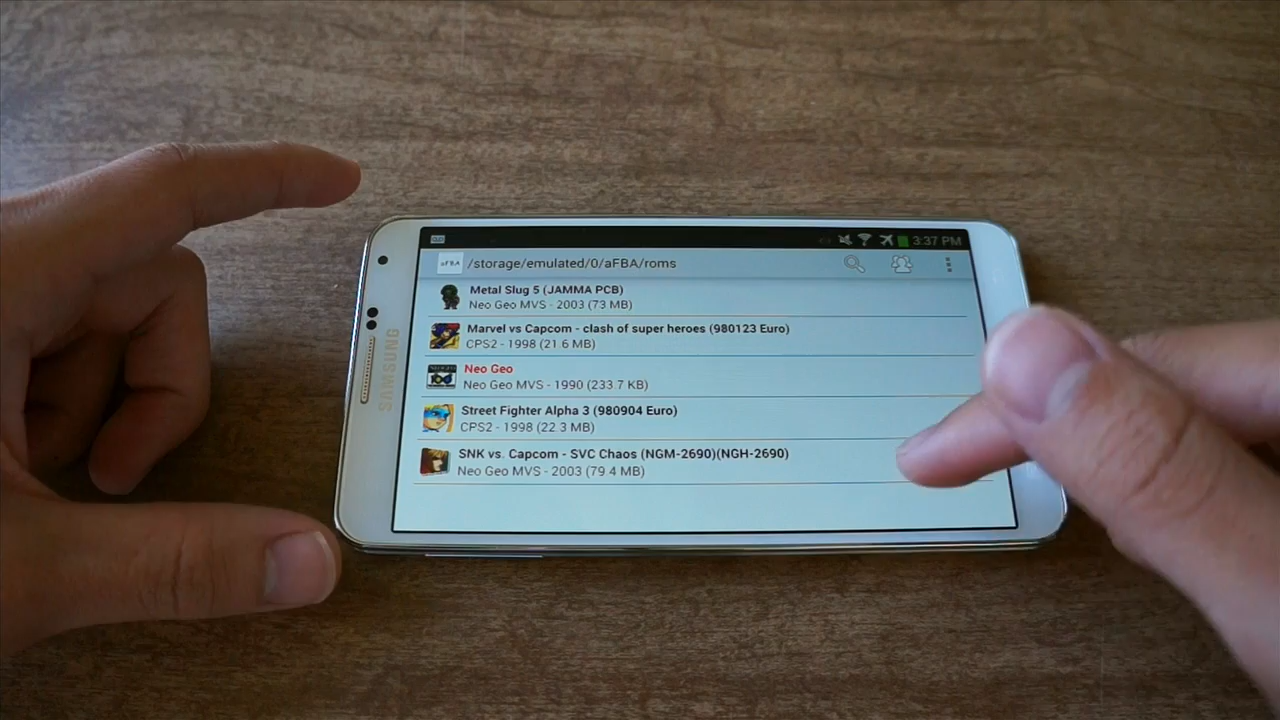 3:37 PM
aFBA /storage/emulated/0/aFBA/roms
Metal Slug 5 (JAMMA PCB)
Neo Geo MVS - 2003 (73 MB)
Marvel vs Capcom - clash of super heroes (980123 Euro)
CPS2 - 1998 (21.6 MB)
Neo Geo
Neo Geo MVS - 1990 (233.7 KB)
Street Fighter Alpha 3 (980904 Euro)
CPS2 - 1998 (22.3 MB)
SNK vs. Capcom - SVC Chaos (NGM-2690)(NGH-2690)
Neo Geo MVS - 2003 (79.4 MB)
SAMSUNG